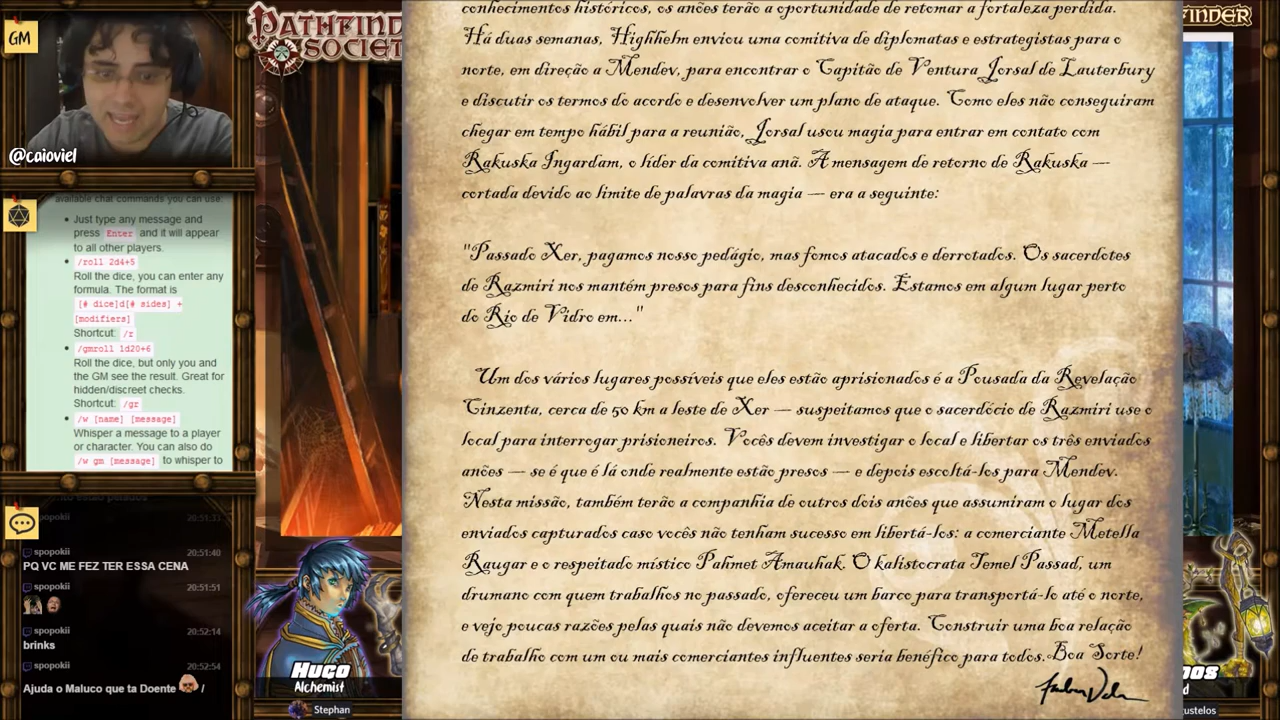 GM
@caioviel
available chat commands you can use:
Just type any message and
press Enter and it will appear
to all other players.
/roll 2d4+5
Roll the dice, you can enter any
formula. The format is
[# dice]d[# sides] +
[modifiers]
Shortcut: /r
/gmroll 1d20+6
Roll the dice, but only you and
the GM see the result. Great for
hidden/discreet checks.
Shortcut: /gr
/w [name] [message]
Whisper a message to a player
or character. You can also do
/w gm [message] to whisper to
spopokii 20:51:33
spopokii 20:51:40
PQ VC ME FEZ TER ESSA CENA
spopokii 20:51:51
spopokii 20:52:14
brinks
spopokii 20:52:54
Ajuda o Maluco que ta Doente /
PATHFIND
SOCIET
conhecimentos históricos, os anões terão a oportunidade de retomar a fortaleza perdida.
Há duas semanas, Highhelm enviou uma comitiva de diplomatas e estrategistas para o
norte, em direção a Mendev, para encontrar o Capitão de Ventura Jorsal de Lauterbury
e discutir os termos do acordo e desenvolver um plano de ataque. Como eles não conseguiram
chegar em tempo hábil para a reunião, Jorsal usou magia para entrar em contato com
Rakuska Ingardam, o líder da comitiva anã. A mensagem de retorno de Rakuska —
cortada devido ao limite de palavras da magia — era a seguinte:
"Passado Xer, pagamos nosso pedágio, mas fomos atacados e derrotados. Os sacerdotes
de Razmiri nos mantém presos para fins desconhecidos. Estamos em algum lugar perto
do Rio de Vidro em..."
Um dos vários lugares possíveis que eles estão aprisionados é a Pousada da Revelação
Cinzenta, cerca de 50 km a leste de Xer — suspeitamos que o sacerdócio de Razmiri use o
local para interrogar prisioneiros. Vocês devem investigar o local e libertar os três enviados
anões — se é que é lá onde realmente estão presos — e depois escoltá-los para Mendev.
Nesta missão, também terão a companhia de outros dois anões que assumiram o lugar dos
enviados capturados caso vocês não tenham sucesso em libertá-los: a comerciante Metella
Raugar e o respeitado místico Pahmet Amauhak. O kalistocrata Temel Passad, um
drumano com quem trabalhos no passado, ofereceu um barco para transportá-lo até o norte,
e vejo poucas razões pelas quais não devemos aceitar a oferta. Construir uma boa relação
de trabalho com um ou mais comerciantes influentes seria benéfico para todos. Boa Sorte!
FINDER
Hugo
Alchemist
Stephan
OS
d
gustelos